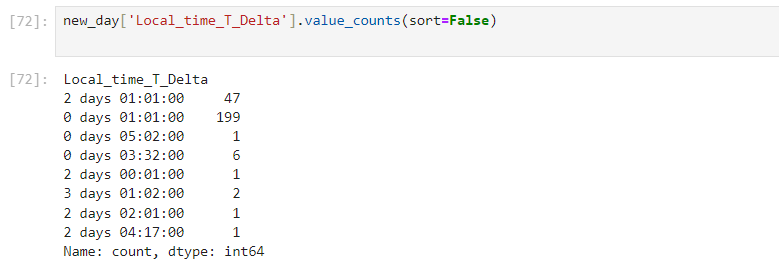 [72]: new_day['Local_time_T_Delta'].value_counts(sort=False)
[72]: Local_time_T_Delta
2 days 01:01:00     47
0 days 01:01:00    199
0 days 05:02:00      1
0 days 03:32:00      6
2 days 00:01:00      1
3 days 01:02:00      2
2 days 02:01:00      1
2 days 04:17:00      1
Name: count, dtype: int64